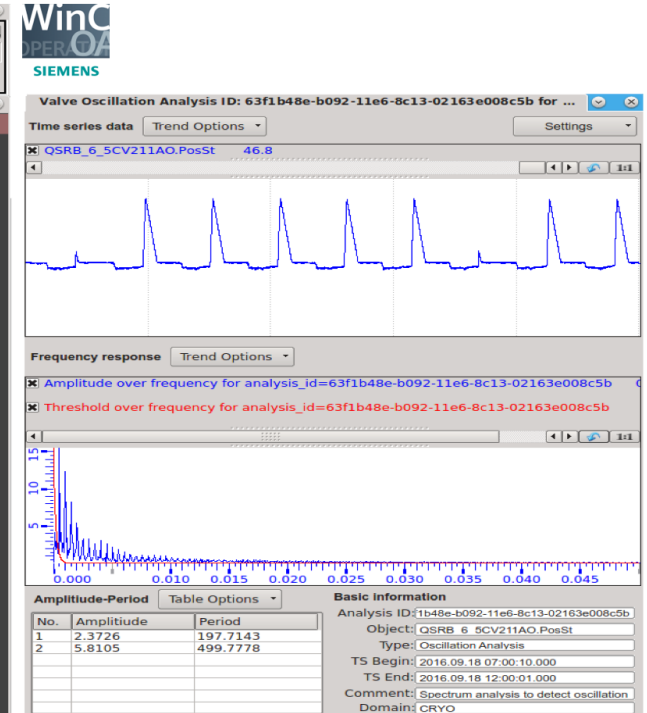 WinC
OPERAT OA
SIEMENS
Valve Oscillation Analysis ID: 63f1b48e-b092-11e6-8c13-02163e008c5b for ...
Time series data Trend Options Settings
QSRB_6_5CV211AO.PosSt 46.8
1:1
Frequency response Trend Options
Amplitude over frequency for analysis_id=63f1b48e-b092-11e6-8c13-02163e008c5b
Threshold over frequency for analysis_id=63f1b48e-b092-11e6-8c13-02163e008c5b
1:1
15
10
5
0.000 0.010 0.015 0.020 0.025 0.030 0.035 0.040 0.045
Amplitiude-Period Table Options Basic information
No. Amplitiude Period
1 2.3726 197.7143
2 5.8105 499.7778
Analysis ID: 1b48e-b092-11e6-8c13-02163e008c5b
Object: QSRB_6_5CV211AO.PosSt
Type: Oscillation Analysis
TS Begin: 2016.09.18 07:00:10.000
TS End: 2016.09.18 12:00:01.000
Comment: Spectrum analysis to detect oscillation
Domain: CRYO